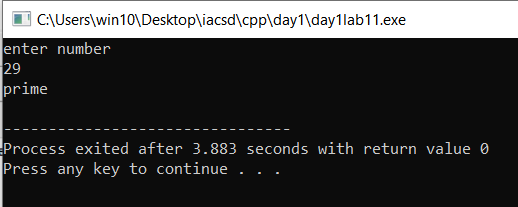 C:\Users\win10\Desktop\iacsd\cpp\day1\day1lab11.exe
enter number
29
prime
--------------------------------
Process exited after 3.883 seconds with return value 0
Press any key to continue . . .